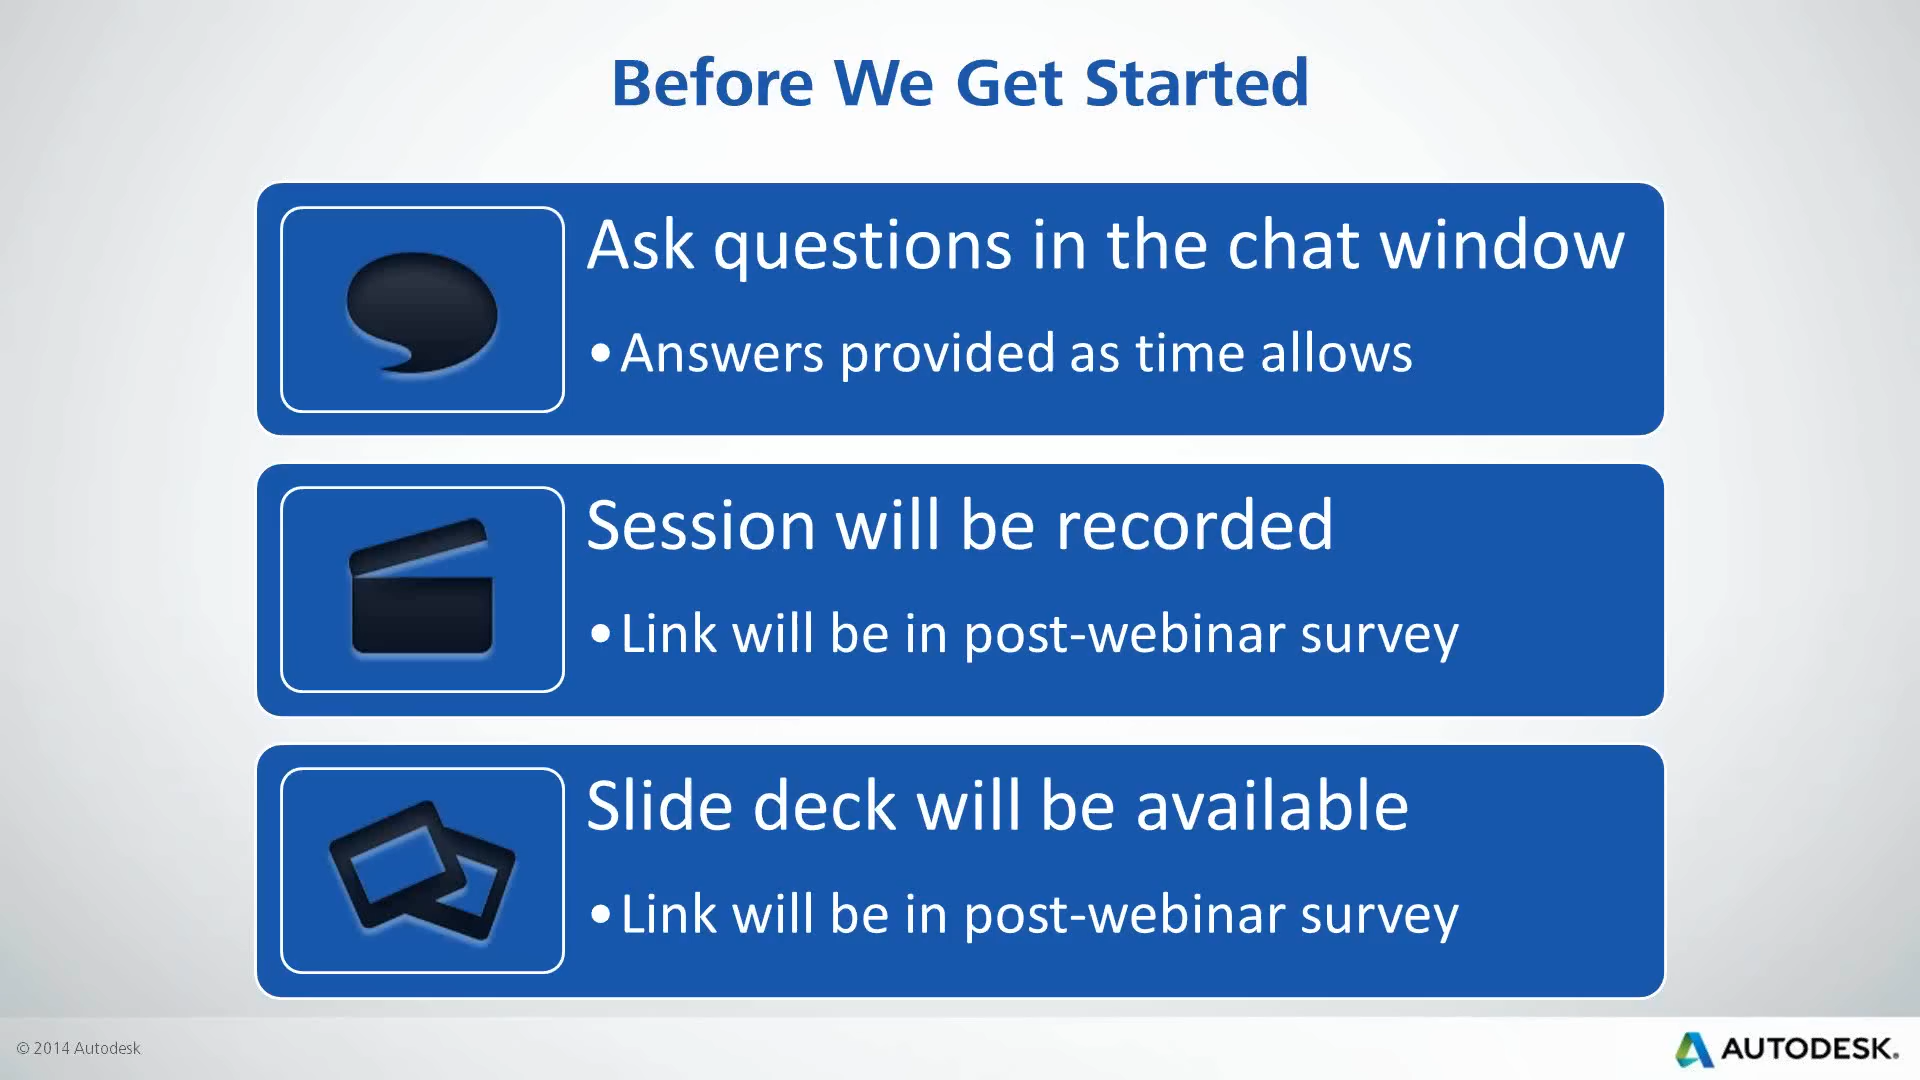 Before We Get Started
Ask questions in the chat window
•Answers provided as time allows
Session will be recorded
•Link will be in post-webinar survey
Slide deck will be available
•Link will be in post-webinar survey
© 2014 Autodesk
AUTODESK.